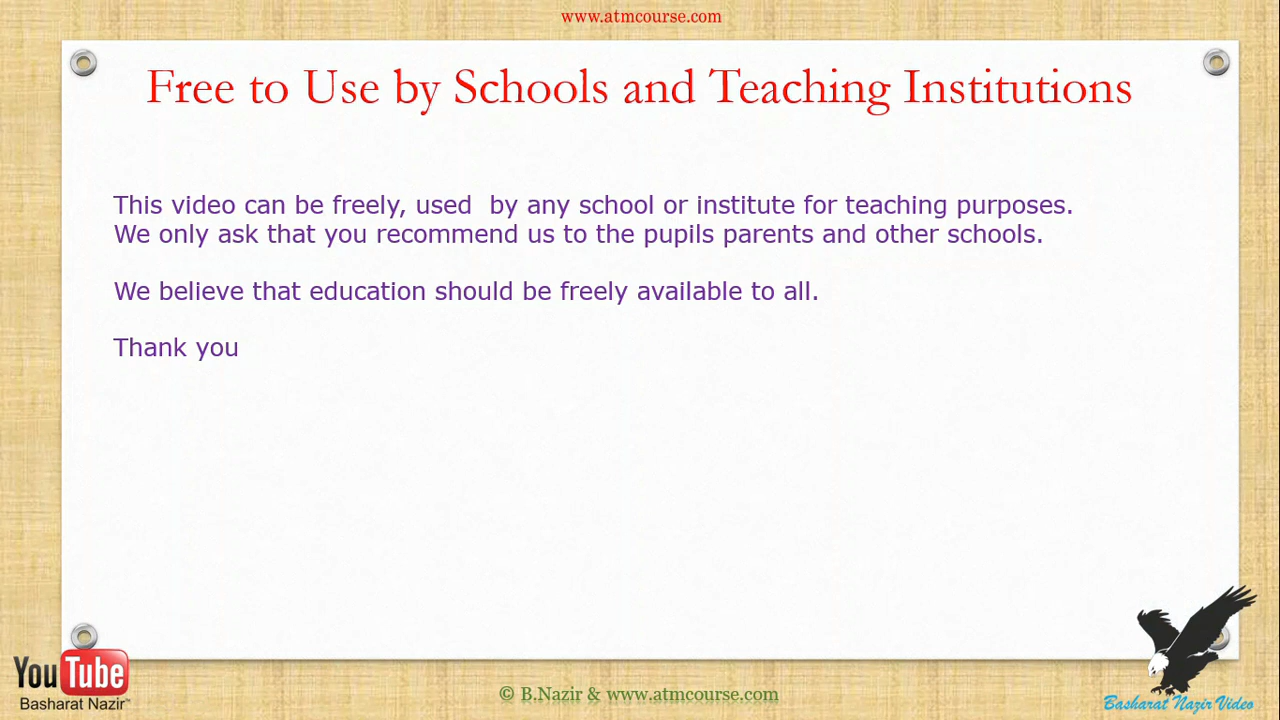 www.atmcourse.com
Free to Use by Schools and Teaching Institutions
This video can be freely, used  by any school or institute for teaching purposes.
We only ask that you recommend us to the pupils parents and other schools.
We believe that education should be freely available to all.
Thank you
YouTube
Basharat Nazir™
© B.Nazir & www.atmcourse.com
Basharat Nazir Video